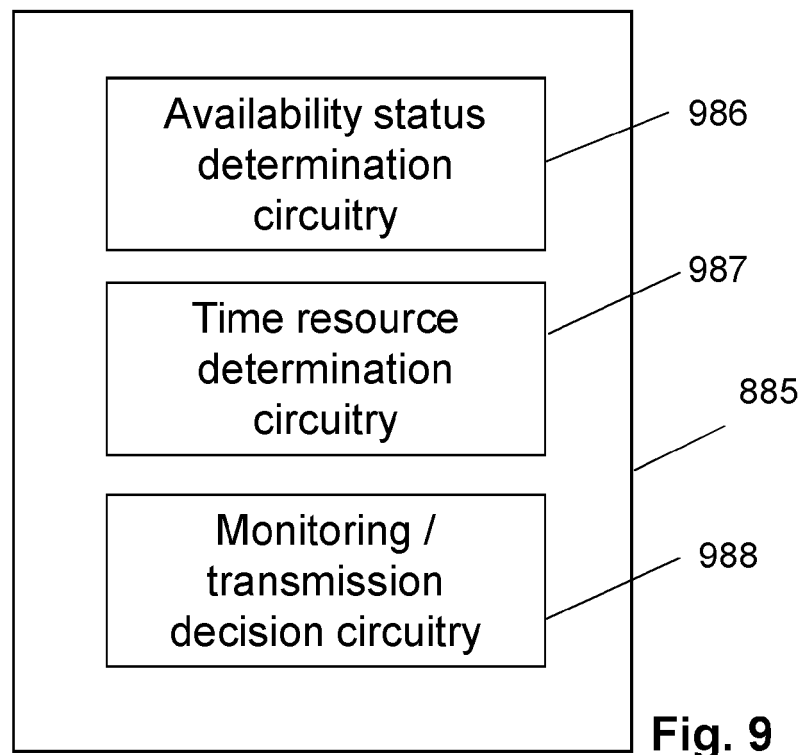 Availability status
determination
circuitry
986
Time resource
determination
circuitry
987
885
Monitoring /
transmission
decision circuitry
988
Fig. 9